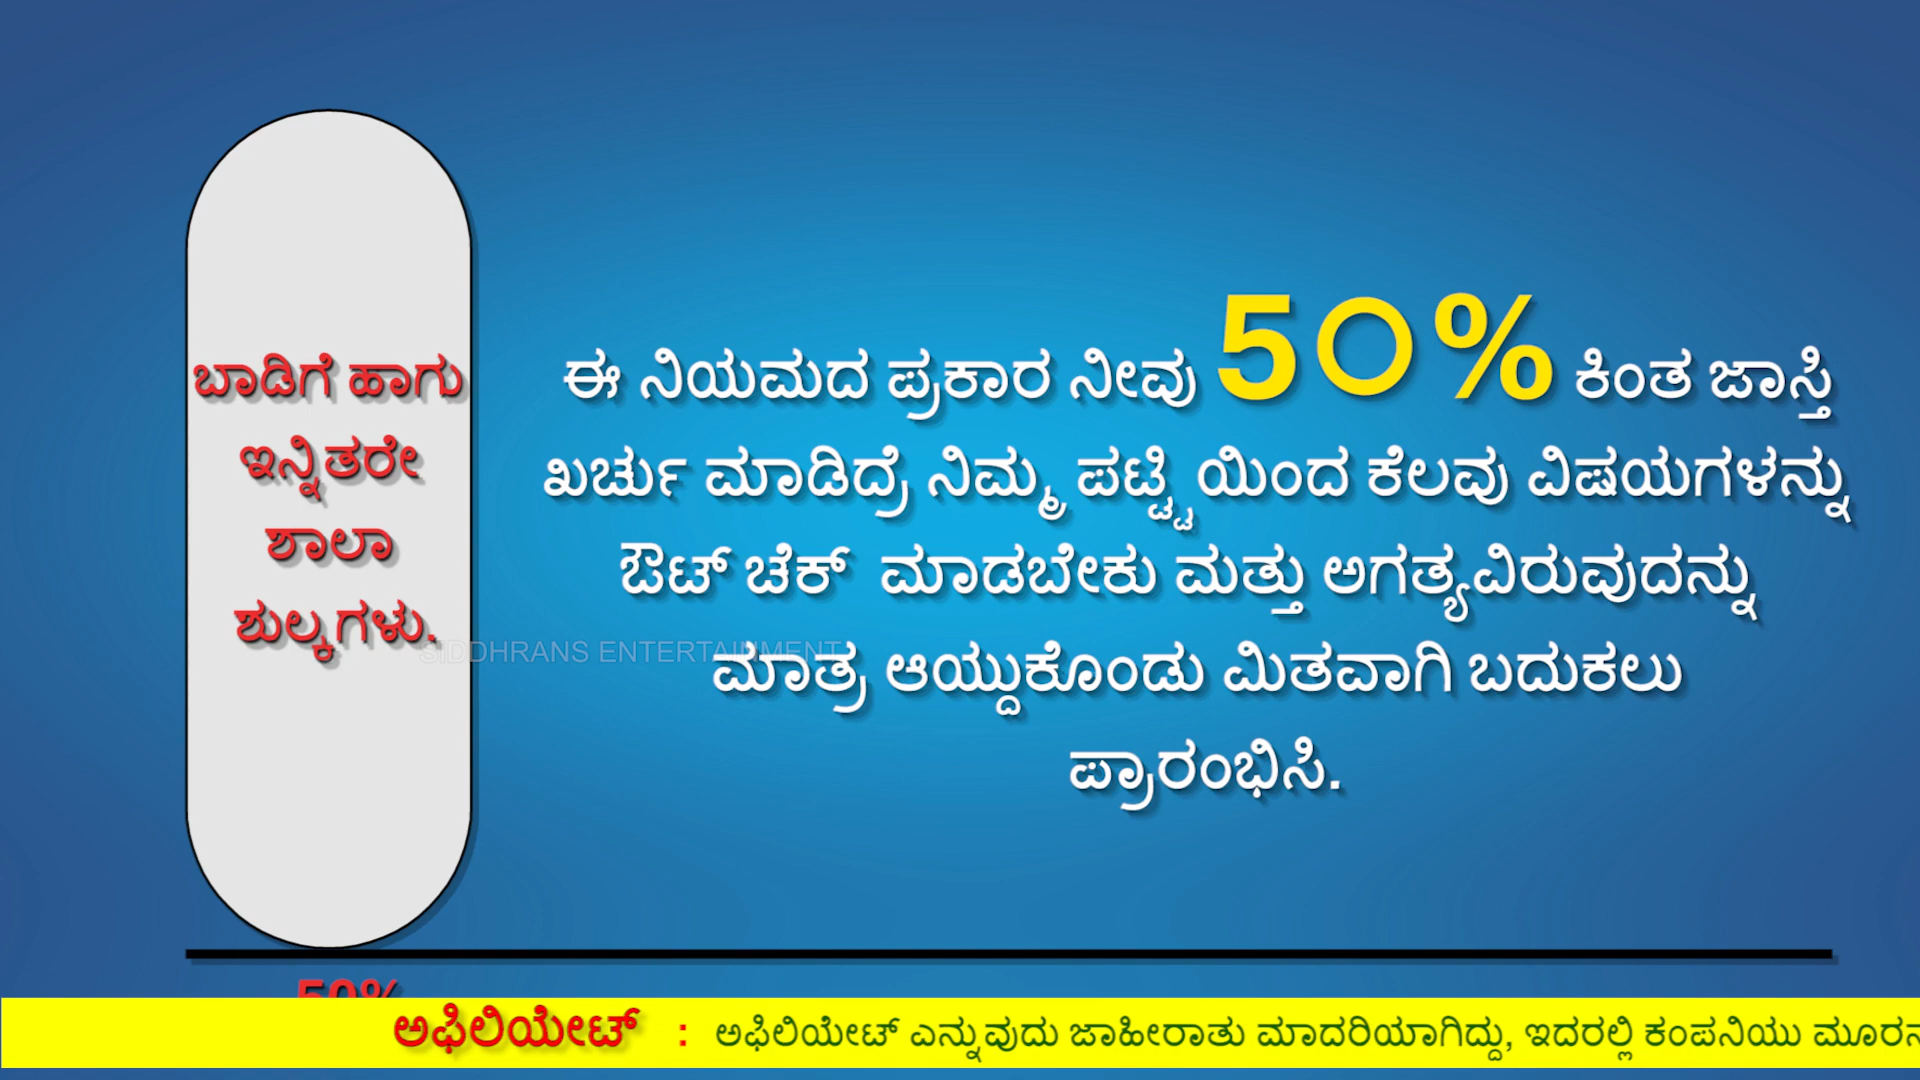 ಬಾಡಿಗೆ ಹಾಗು
ಇನ್ನಿತರೇ
ಶಾಲಾ
ಶುಲ್ಕಗಳು.
ಈ ನಿಯಮದ ಪ್ರಕಾರ ನೀವು 5೦% ಕಿಂತ ಜಾಸ್ತಿ
ಖರ್ಚು ಮಾಡಿದ್ರೆ ನಿಮ್ಮ ಪಟ್ಟ್ಟಿಯಿಂದ ಕೆಲವು ವಿಷಯಗಳನ್ನು
ಔಟ್ ಚೆಕ್ ಮಾಡಬೇಕು ಮತ್ತು ಅಗತ್ಯವಿರುವುದನ್ನು
ಮಾತ್ರ ಆಯ್ದುಕೊಂಡು ಮಿತವಾಗಿ ಬದುಕಲು
ಪ್ರಾರಂಭಿಸಿ.
SIDDHRANS ENTERTAINMENT
50%
ಅಫಿಲಿಯೇಟ್ : ಅಫಿಲಿಯೇಟ್ ಎನ್ನುವುದು ಜಾಹೀರಾತು ಮಾದರಿಯಾಗಿದ್ದು, ಇದರಲ್ಲಿ ಕಂಪನಿಯು